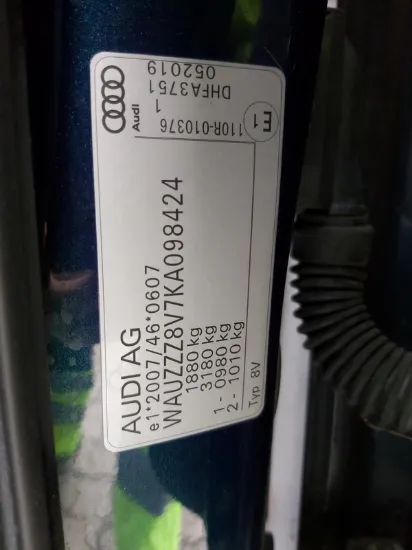 AUDI AG
e1*2007/46*0607
WAUZZZ8V7KA098424
1880 kg
3180 kg
1 - 0980 kg
2 - 1010 kg
Typ 8V
Audi
110R-010376
1
DHFA3751
052019
E1